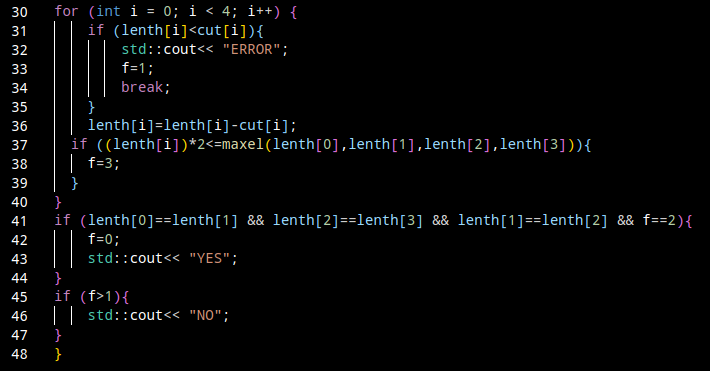 30 for (int i = 0; i < 4; i++) {
31 if (lenth[i]<cut[i]){
32 std::cout<< "ERROR";
33 f=1;
34 break;
35 }
36 lenth[i]=lenth[i]-cut[i];
37 if ((lenth[i])*2<=maxel(lenth[0],lenth[1],lenth[2],lenth[3])){
38 f=3;
39 }
40 }
41 if (lenth[0]==lenth[1] && lenth[2]==lenth[3] && lenth[1]==lenth[2] && f==2){
42 f=0;
43 std::cout<< "YES";
44 }
45 if (f>1){
46 std::cout<< "NO";
47 }
48 }